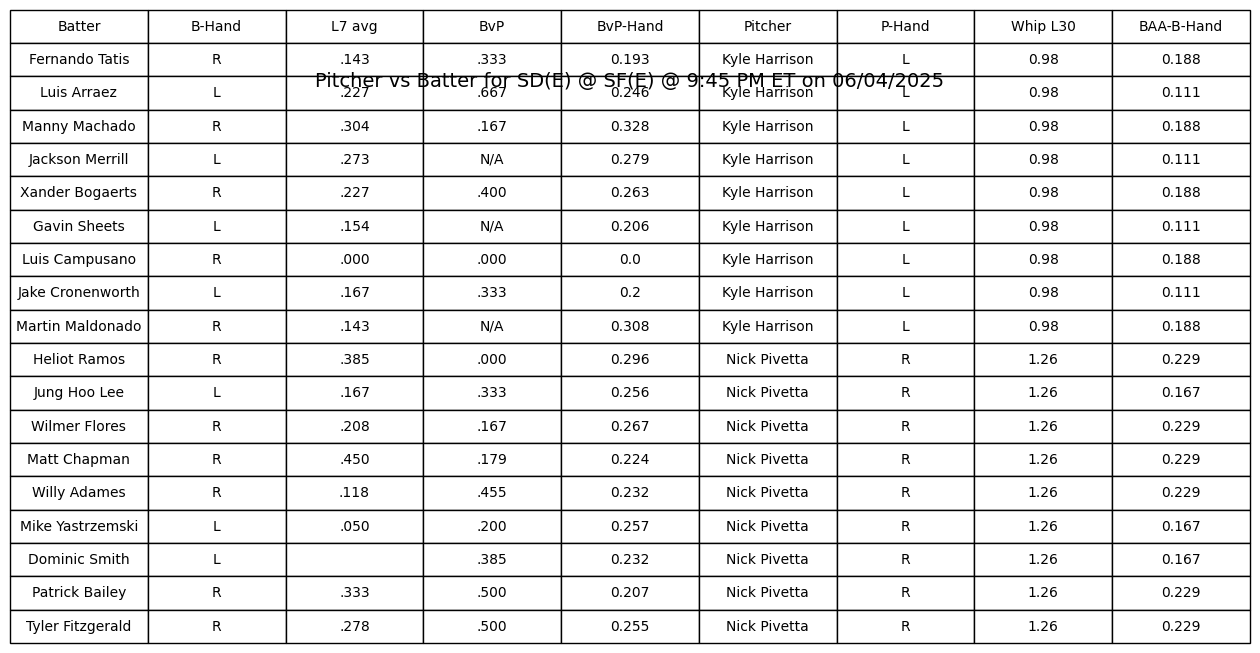 Batter B-Hand L7 avg BvP BvP-Hand Pitcher P-Hand Whip L30 BAA-B-Hand
Fernando Tatis R .143 .333 0.193 Kyle Harrison L 0.98 0.188
Pitcher vs Batter for SD(E) @ SF(E) @ 9:45 PM ET on 06/04/2025
Luis Arraez L .227 .667 0.246 Kyle Harrison L 0.98 0.111
Manny Machado R .304 .167 0.328 Kyle Harrison L 0.98 0.188
Jackson Merrill L .273 N/A 0.279 Kyle Harrison L 0.98 0.111
Xander Bogaerts R .227 .400 0.263 Kyle Harrison L 0.98 0.188
Gavin Sheets L .154 N/A 0.206 Kyle Harrison L 0.98 0.111
Luis Campusano R .000 .000 0.0 Kyle Harrison L 0.98 0.188
Jake Cronenworth L .167 .333 0.2 Kyle Harrison L 0.98 0.111
Martin Maldonado R .143 N/A 0.308 Kyle Harrison L 0.98 0.188
Heliot Ramos R .385 .000 0.296 Nick Pivetta R 1.26 0.229
Jung Hoo Lee L .167 .333 0.256 Nick Pivetta R 1.26 0.167
Wilmer Flores R .208 .167 0.267 Nick Pivetta R 1.26 0.229
Matt Chapman R .450 .179 0.224 Nick Pivetta R 1.26 0.229
Willy Adames R .118 .455 0.232 Nick Pivetta R 1.26 0.229
Mike Yastrzemski L .050 .200 0.257 Nick Pivetta R 1.26 0.167
Dominic Smith L .385 0.232 Nick Pivetta R 1.26 0.167
Patrick Bailey R .333 .500 0.207 Nick Pivetta R 1.26 0.229
Tyler Fitzgerald R .278 .500 0.255 Nick Pivetta R 1.26 0.229